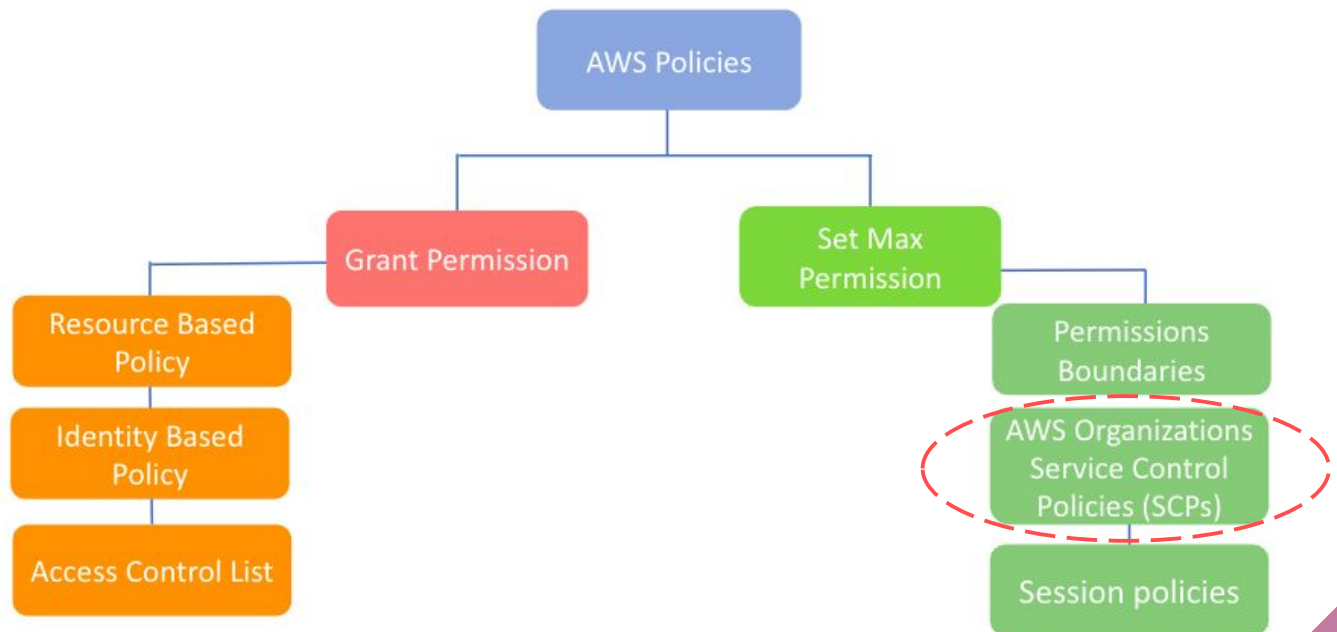 AWS Policies
Grant Permission
Set Max
Permission
Resource Based
Policy
Identity Based
Policy
Access Control List
Permissions
Boundaries
AWS Organizations
Service Control
Policies (SCPs)
Session policies